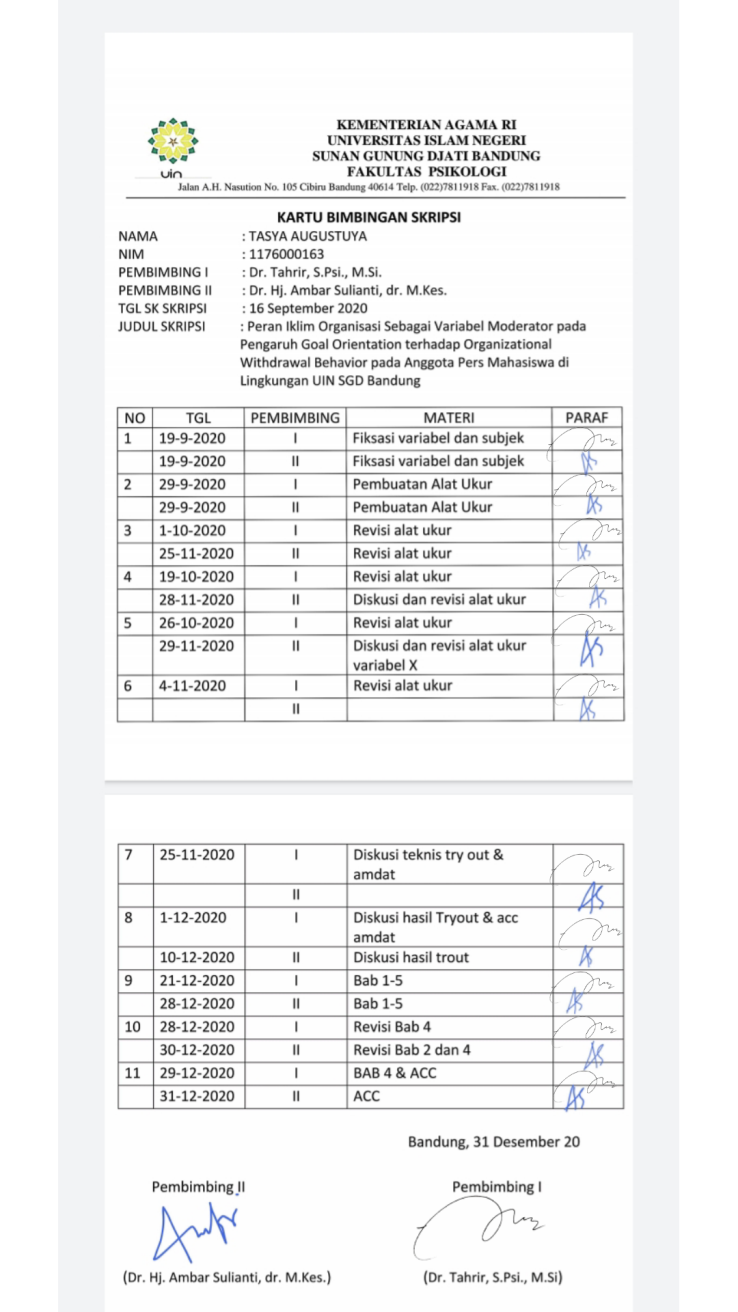 KEMENTERIAN AGAMA RI
UNIVERSITAS ISLAM NEGERI
SUNAN GUNUNG DJATI BANDUNG
FAKULTAS PSIKOLOGI
uin
Jalan A.H. Nasution No. 105 Cibiru Bandung 40614 Telp. (022)7811918 Fax. (022)7811918
KARTU BIMBINGAN SKRIPSI
NAMA : TASYA AUGUSTUYA
NIM : 1176000163
PEMBIMBING I : Dr. Tahrir, S.Psi., M.Si.
PEMBIMBING II : Dr. Hj. Ambar Sulianti, dr. M.Kes.
TGL SK SKRIPSI : 16 September 2020
JUDUL SKRIPSI : Peran Iklim Organisasi Sebagai Variabel Moderator pada
Pengaruh Goal Orientation terhadap Organizational
Withdrawal Behavior pada Anggota Pers Mahasiswa di
Lingkungan UIN SGD Bandung
NO TGL PEMBIMBING MATERI PARAF
1 19-9-2020 I Fiksasi variabel dan subjek
19-9-2020 II Fiksasi variabel dan subjek
2 29-9-2020 I Pembuatan Alat Ukur
29-9-2020 II Pembuatan Alat Ukur
3 1-10-2020 I Revisi alat ukur
25-11-2020 II Revisi alat ukur
4 19-10-2020 I Revisi alat ukur
28-11-2020 II Diskusi dan revisi alat ukur
5 26-10-2020 I Revisi alat ukur
29-11-2020 II Diskusi dan revisi alat ukur
variabel X
6 4-11-2020 I Revisi alat ukur
II
7 25-11-2020 I Diskusi teknis try out &
amdat
II
8 1-12-2020 I Diskusi hasil Tryout & acc
amdat
10-12-2020 II Diskusi hasil trout
9 21-12-2020 I Bab 1-5
28-12-2020 II Bab 1-5
10 28-12-2020 I Revisi Bab 4
30-12-2020 II Revisi Bab 2 dan 4
11 29-12-2020 I BAB 4 & ACC
31-12-2020 II ACC
Bandung, 31 Desember 20
Pembimbing II Pembimbing I
(Dr. Hj. Ambar Sulianti, dr. M.Kes.) (Dr. Tahrir, S.Psi., M.Si)